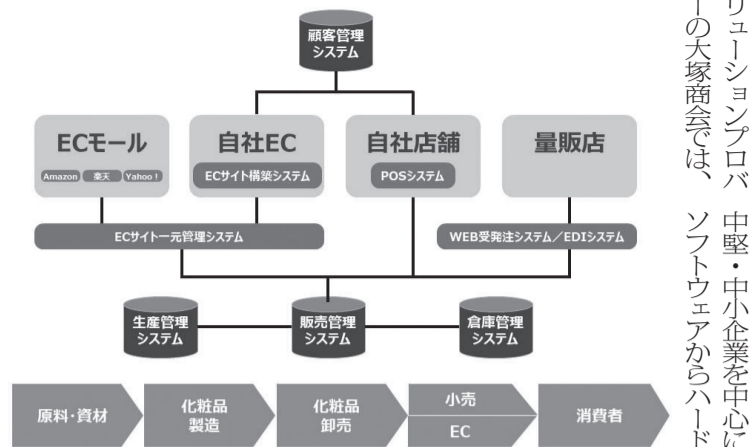 顧客管理
システム
ECモール
Amazon
楽天
Yahoo!
自社EC
ECサイト構築システム
自社店舗
POSシステム
量販店
ECサイト一元管理システム
WEB受発注システム／EDIシステム
生産管理
システム
販売管理
システム
倉庫管理
システム
原料・資材
化粧品
製造
化粧品
卸売
小売
EC
消費者
リューションプロバ
ーの大塚商会では、
中堅・中小企業を中心に
ソフトウェアからハード